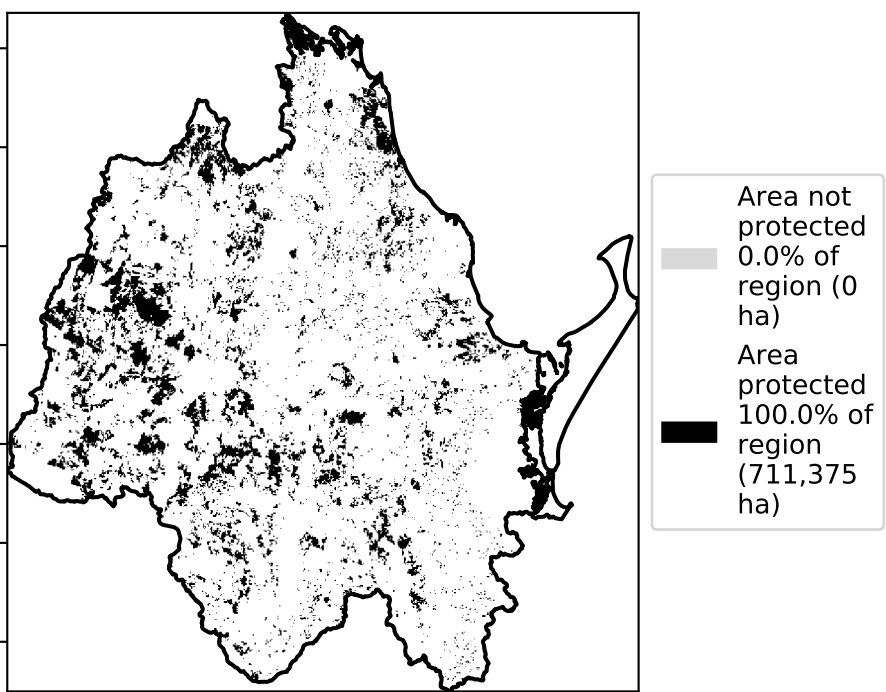 Area not
protected
0.0% of
region (0
ha)
Area
protected
100.0% of
region
(711,375
ha)